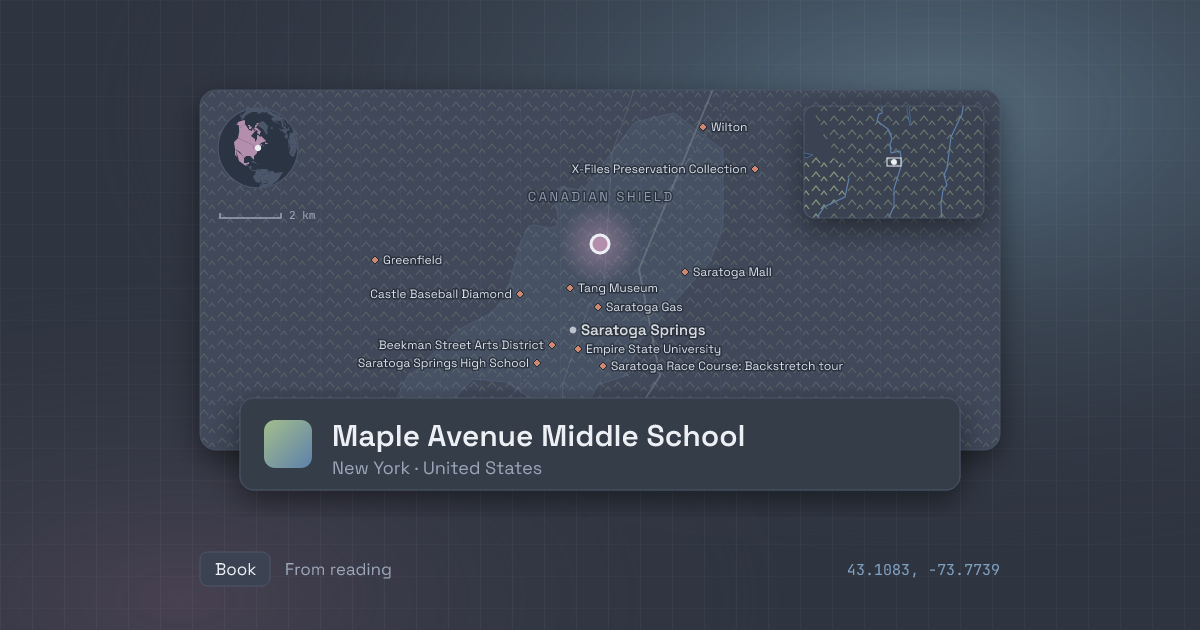 Wilton
X-Files Preservation Collection
CANADIAN SHIELD
2 km
Greenfield
Saratoga Mall
Castle Baseball Diamond
Tang Museum
Saratoga Gas
Saratoga Springs
Beekman Street Arts District
Empire State University
Saratoga Springs High School
Saratoga Race Course: Backstretch tour
Maple Avenue Middle School
New York · United States
Book
From reading
43.1083, -73.7739